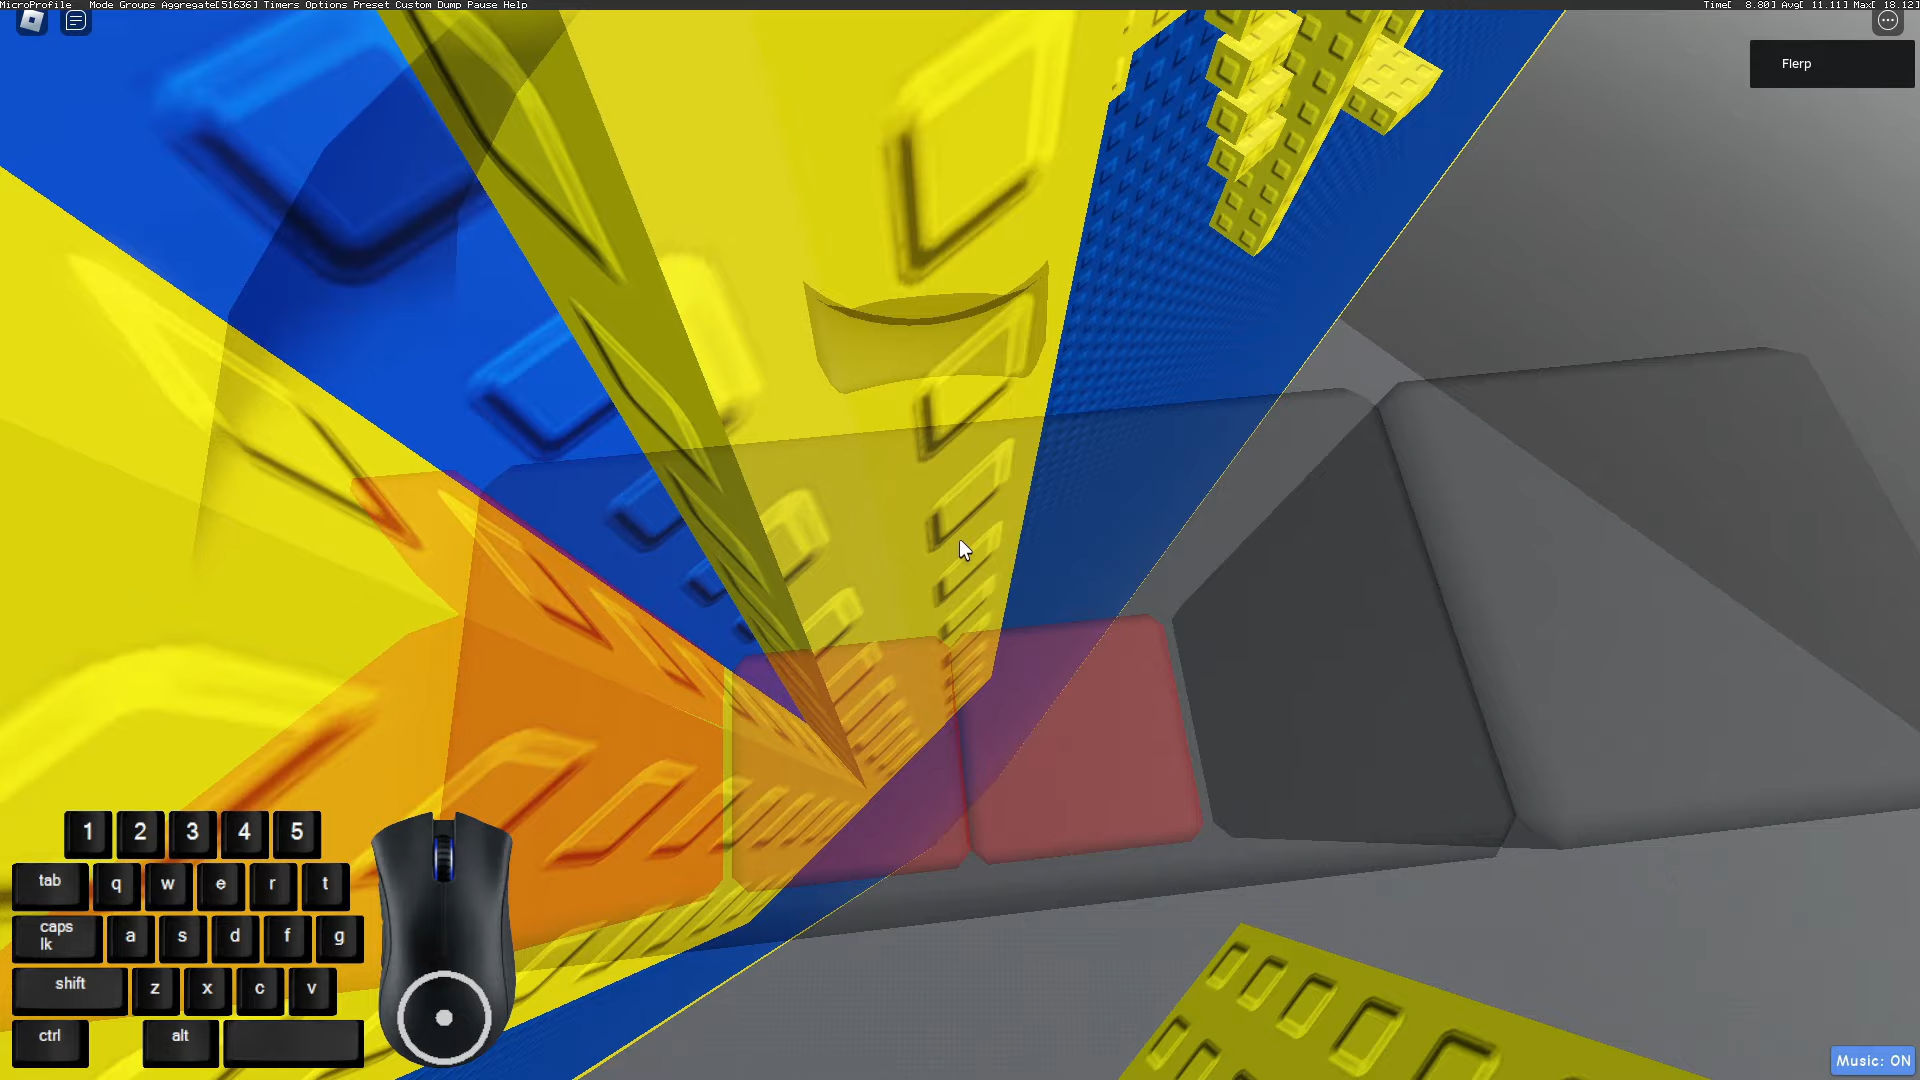 MicroProfile Mode Groups Aggregate[51636] Timers Options Preset Custom Dump Pause Help
Time[ 8.80] Avg[ 11.11] Max[ 18.12]
Flerp
1 2 3 4 5
tab q w e r t
caps
lk a s d f g
shift z x c v
ctrl alt
Music: ON